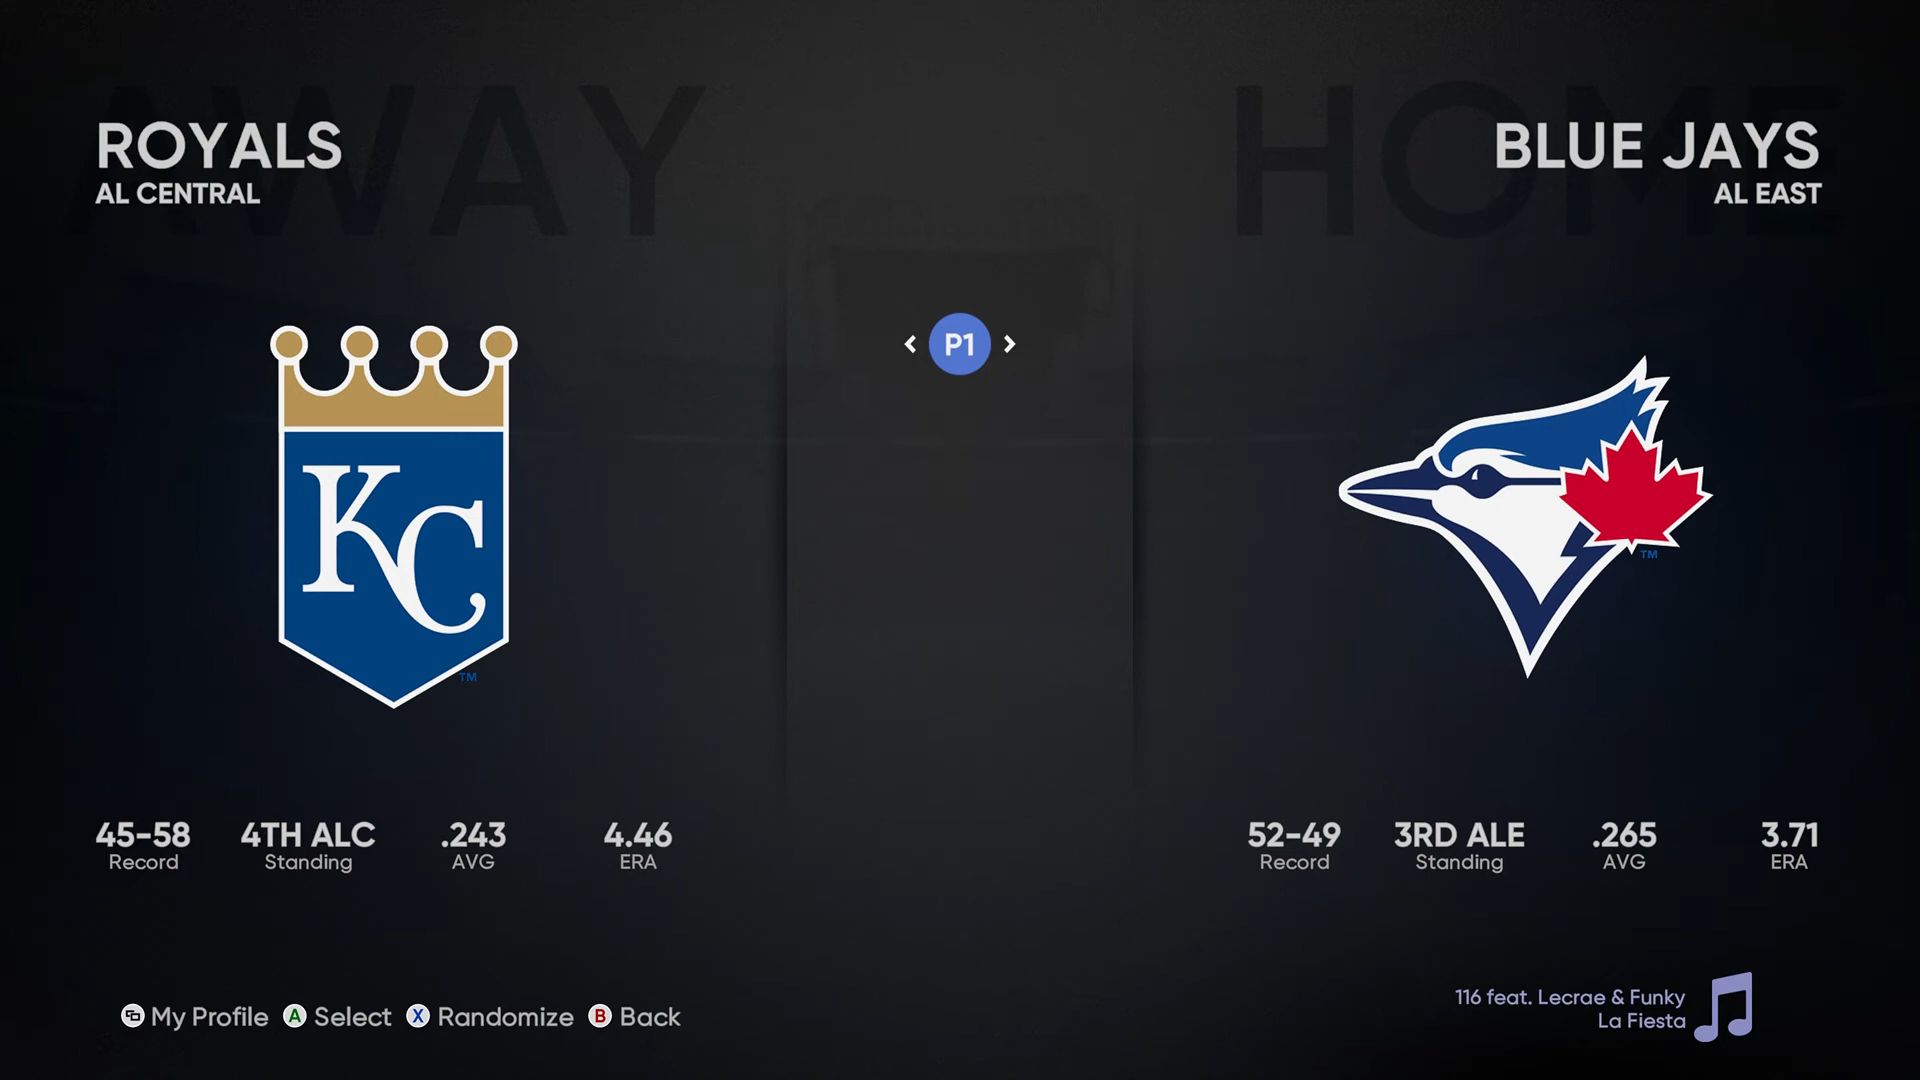 AWAY
HOME
ROYALS
AL CENTRAL
BLUE JAYS
AL EAST
P1
KC
TM
TM
45-58
Record
4TH ALC
Standing
.243
AVG
4.46
ERA
52-49
Record
3RD ALE
Standing
.265
AVG
3.71
ERA
My Profile A Select X Randomize B Back
116 feat. Lecrae & Funky
La Fiesta